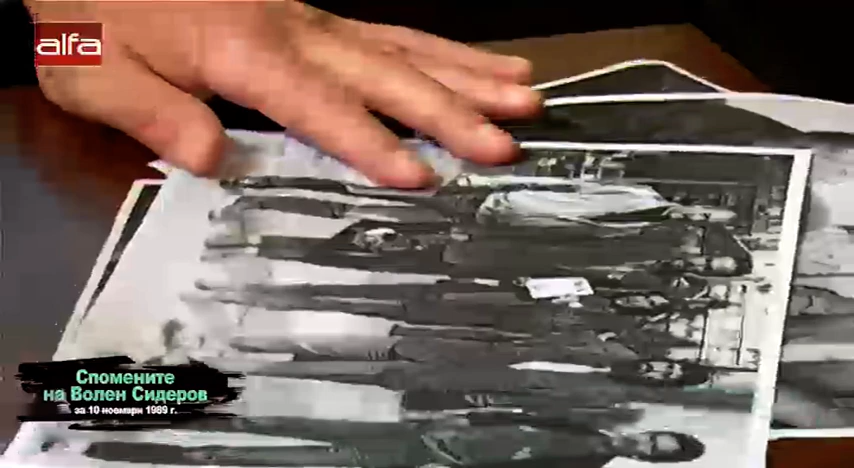 alfa
Спомените
на Волен Сидеров
за 10 ноември 1989 г.